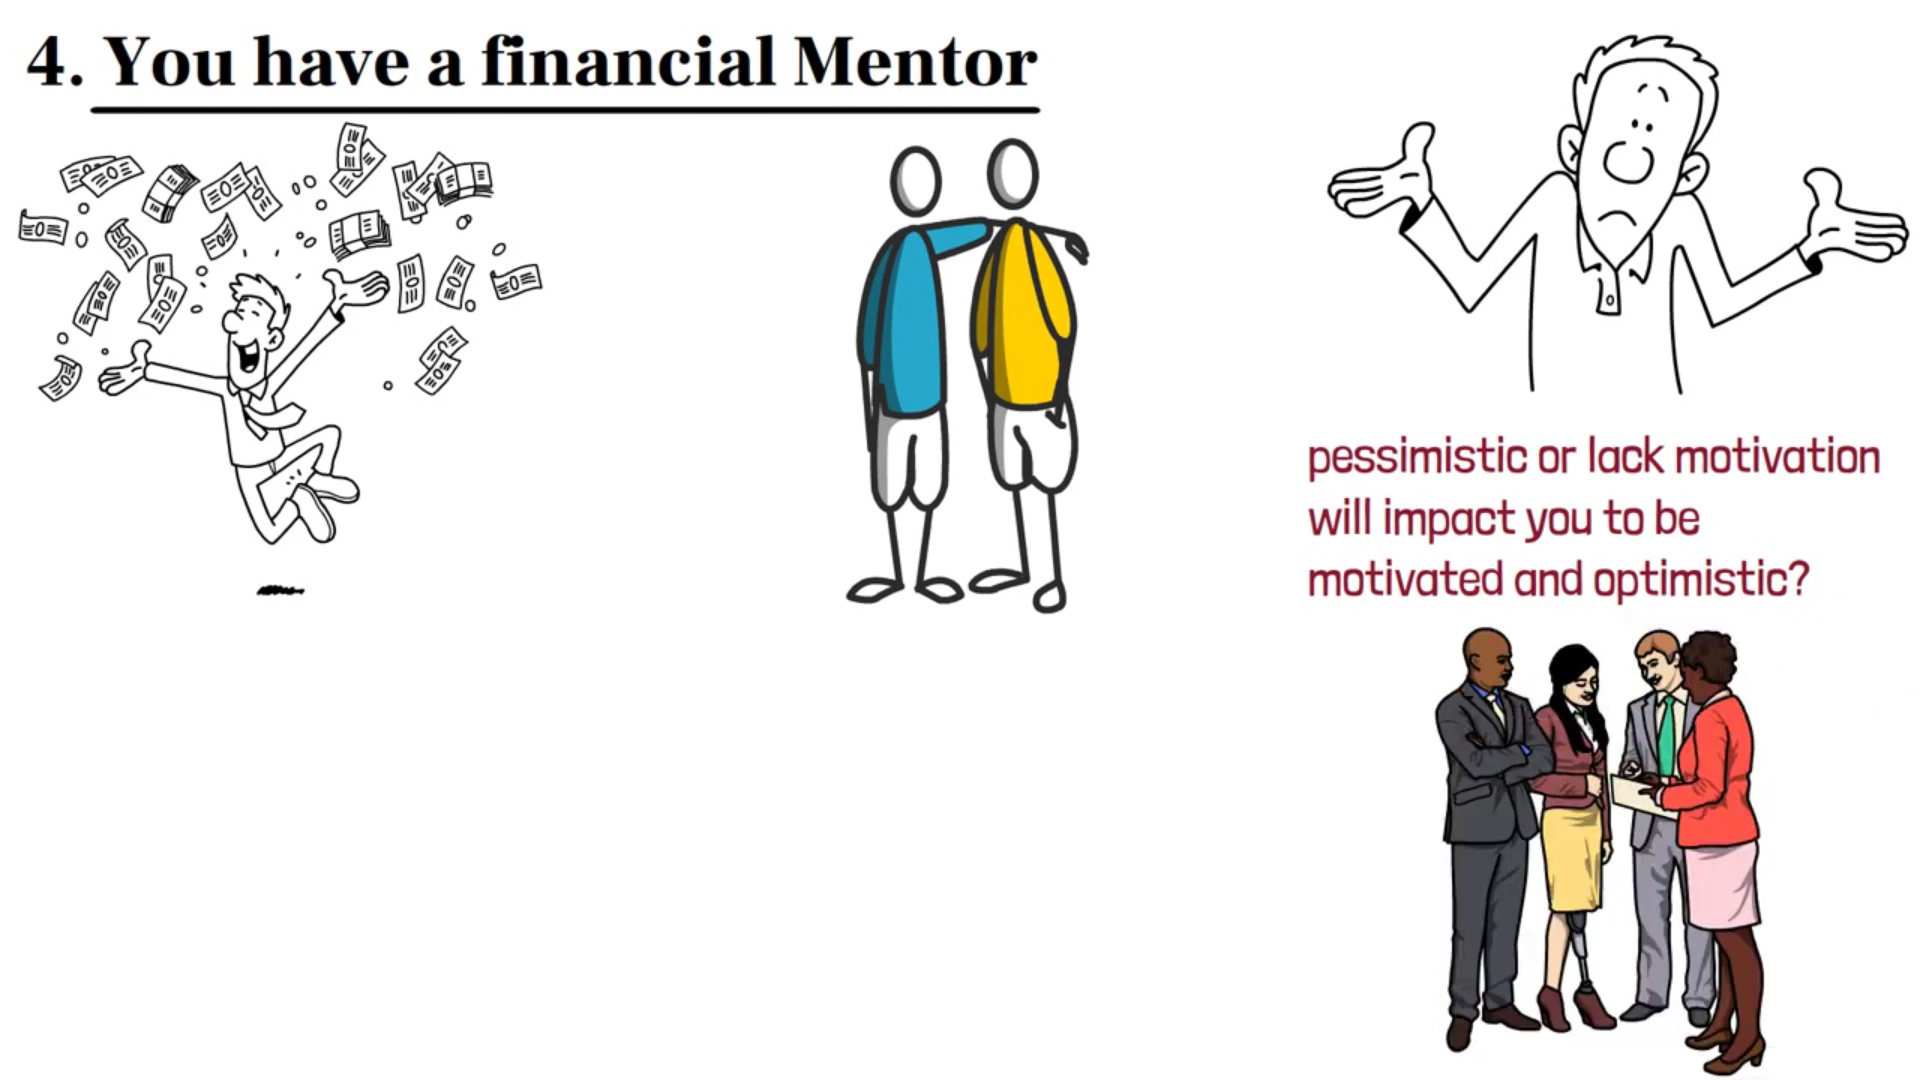 4. You have a financial Mentor
pessimistic or lack motivation
will impact you to be
motivated and optimistic?